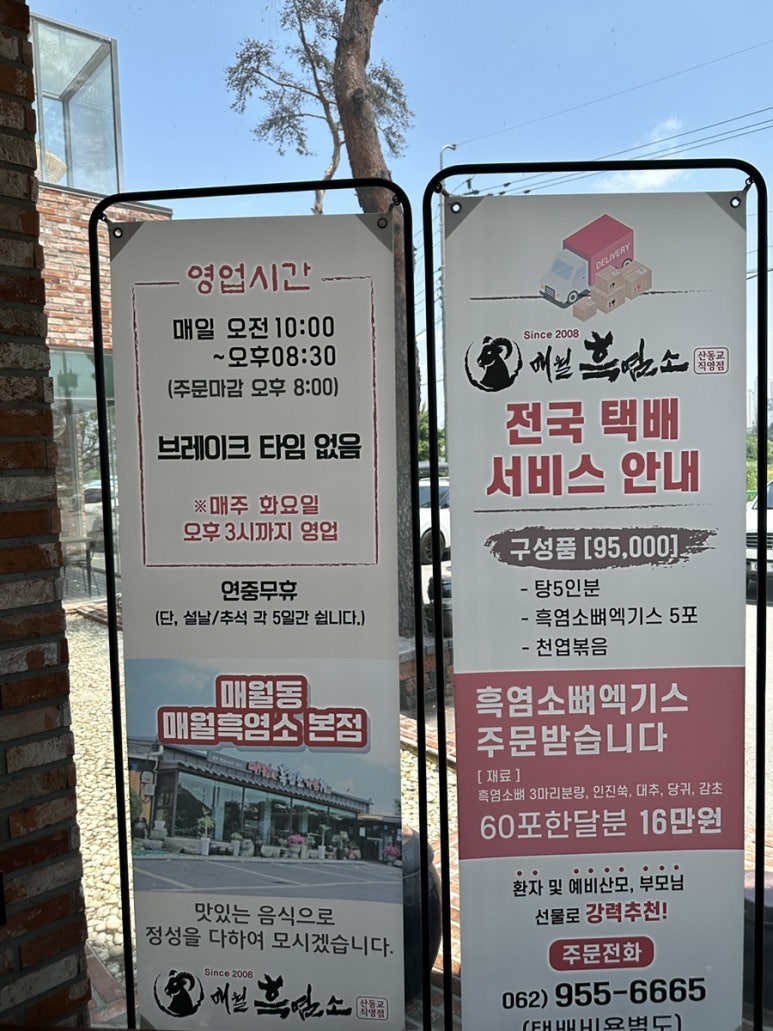 영업시간
매일 오전 10:00
~오후 08:30
(주문마감 오후 8:00)
브레이크 타임 없음
※매주 화요일
오후 3시까지 영업
연중무휴
(단, 설날/추석 각 5일간 쉽니다.)
매월동
매월흑염소 본점
맛있는 음식으로
정성을 다하여 모시겠습니다.
Since 2008
매월 흑염소
산동교
직영점
DELIVERY
Since 2008
매월 흑염소
산동교
직영점
전국 택배
서비스 안내
구성품 [95,000]
- 탕5인분
- 흑염소뼈엑기스 5포
- 천엽볶음
흑염소뼈엑기스
주문받습니다
[ 재료 ]
흑염소뼈 3마리분량, 인진쑥, 대추, 당귀, 감초
60포한달분 16만원
환자 및 예비산모, 부모님
선물로 강력추천!
주문전화
062) 955-6665
(택배비용별도)